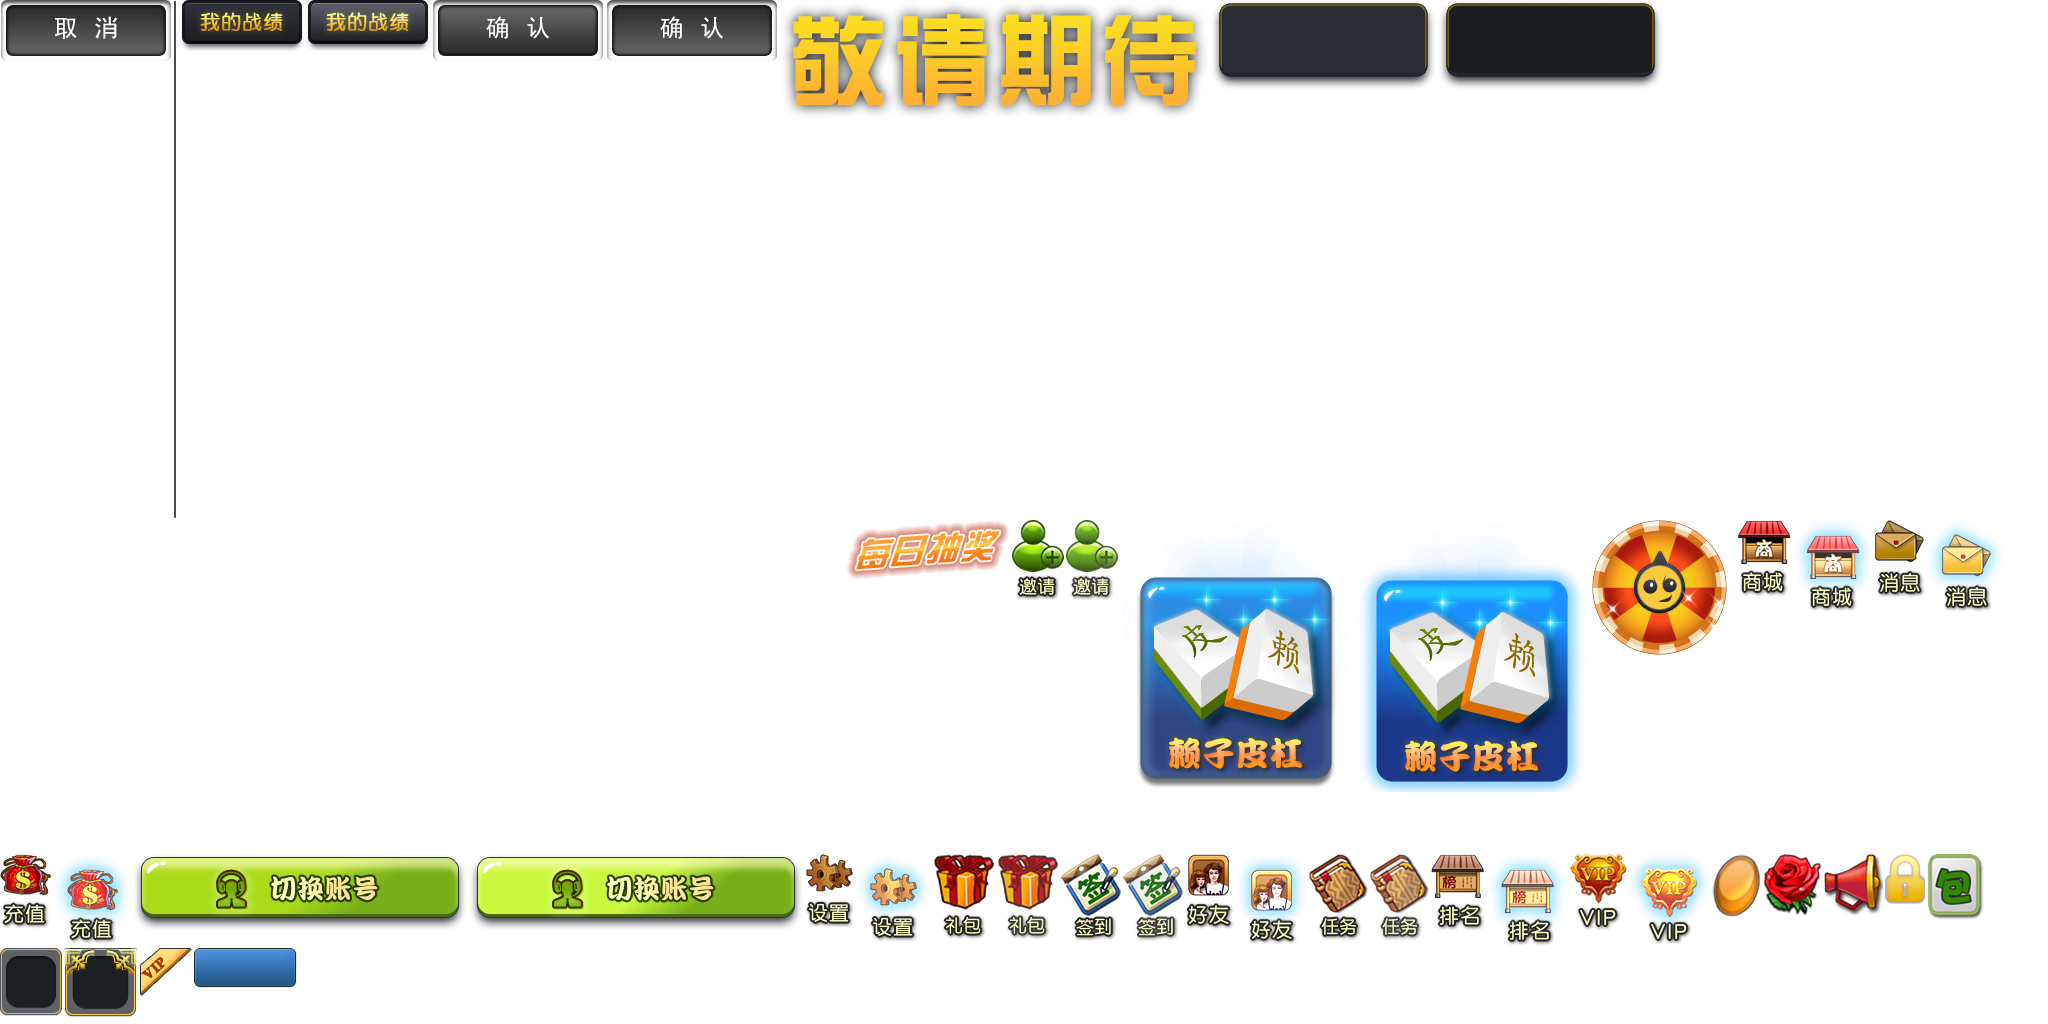 取 消
我的战绩
我的战绩
确 认
确 认
敬请期待
每日抽奖
邀请
邀请
皮
赖
赖子皮杠
皮
赖
赖子皮杠
商
商城
商
商城
消息
消息
$
充值
$
充值
切换账号
切换账号
设置
设置
礼包
礼包
签
签到
签
签到
好友
好友
任务
任务
榜
排名
榜
排名
VIP
VIP
VIP
VIP
包
VIP